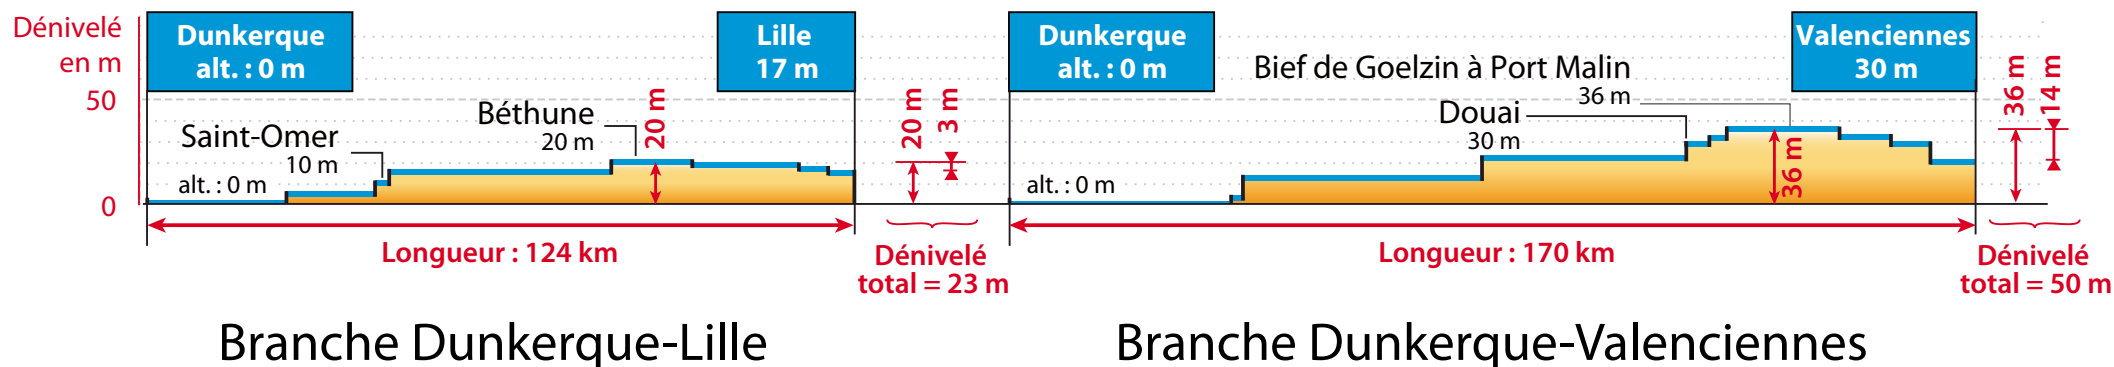 Dénivelé
en m
50
0
Dunkerque
alt. : 0 m
Lille
17 m
Saint-Omer
10 m
alt. : 0 m
Béthune
20 m
20 m
20 m
3 m
Longueur : 124 km
Dénivelé
total = 23 m
Branche Dunkerque-Lille
Dunkerque
alt. : 0 m
Valenciennes
30 m
Bief de Goelzin à Port Malin
36 m
Douai
30 m
alt. : 0 m
36 m
36 m
14 m
Longueur : 170 km
Dénivelé
total = 50 m
Branche Dunkerque-Valenciennes